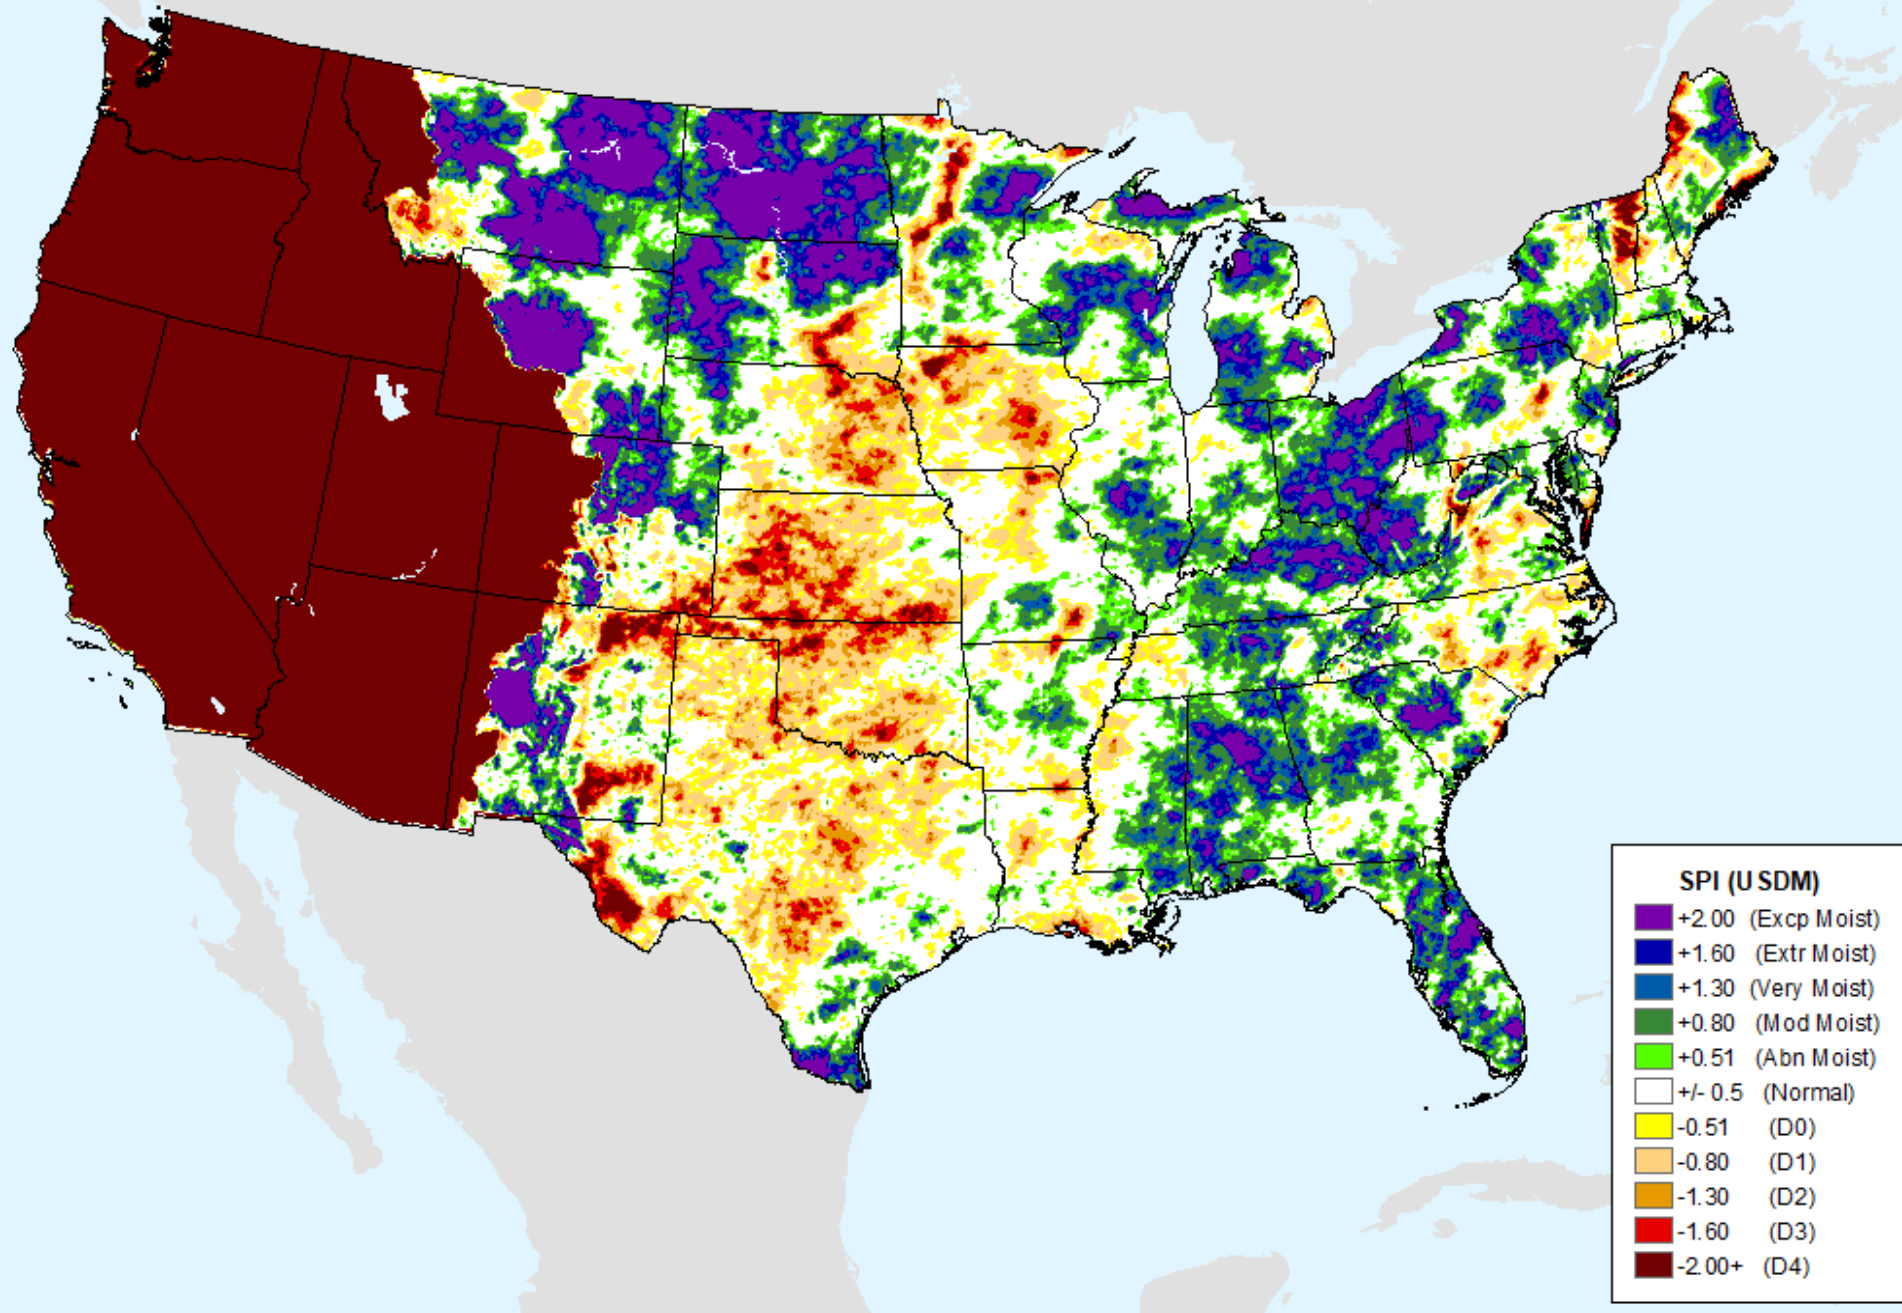 SPI (USDM)
+2.00 (Excp Moist)
+1.60 (Extr Moist)
+1.30 (Very Moist)
+0.80 (Mod Moist)
+0.51 (Abn Moist)
+/- 0.5 (Normal)
-0.51 (D0)
-0.80 (D1)
-1.30 (D2)
-1.60 (D3)
-2.00+ (D4)